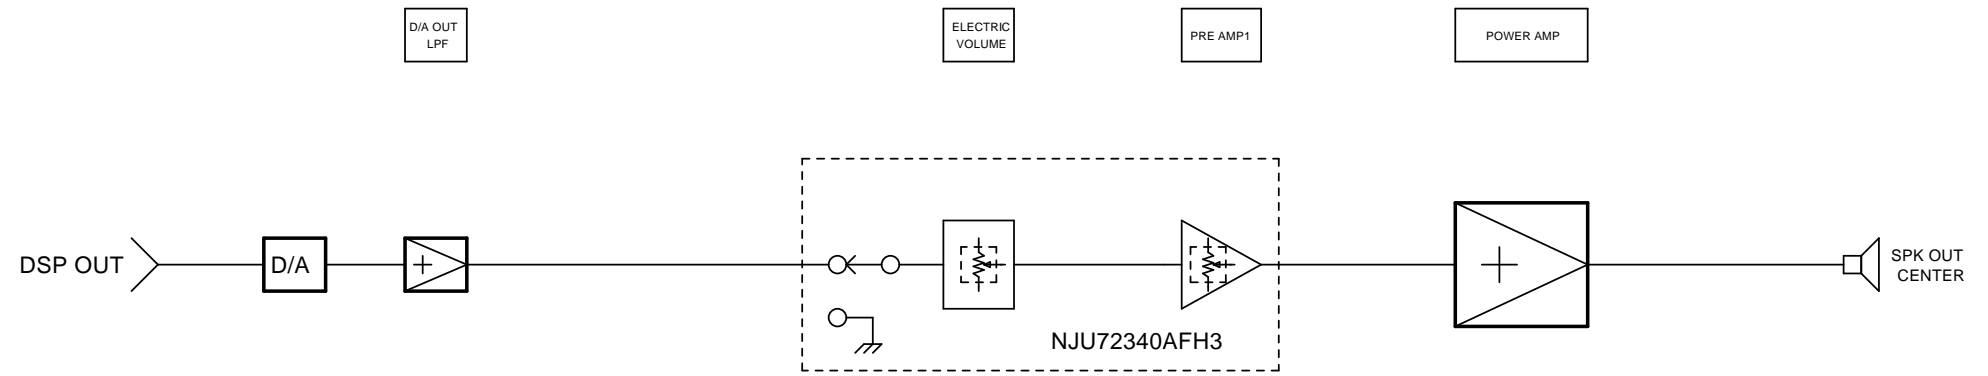 D/A OUT
LPF
ELECTRIC
VOLUME
PRE AMP1
POWER AMP
DSP OUT
D/A
NJU72340AFH3
SPK OUT
CENTER